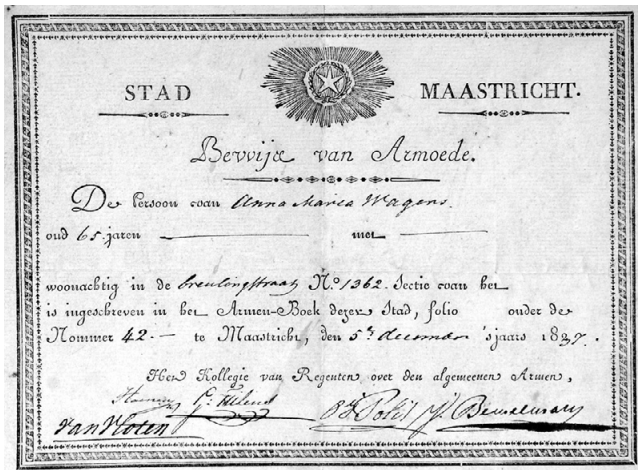 STAD MAASTRICHT.
Bewijs van Armoede.
De Persoon van Anna Maria Wagens
oud 65 jaren met
woonachtig in de breulingstraat N.º 1362. Sectie van het
is ingeschreven in het Armen-Boek dezer Stad, folio onder de
Nommer 42.— te Maastricht, den 5n december 'sjaars 1837.
Het Kollegie van Regenten over den algemeenen Armen,
van Vloten